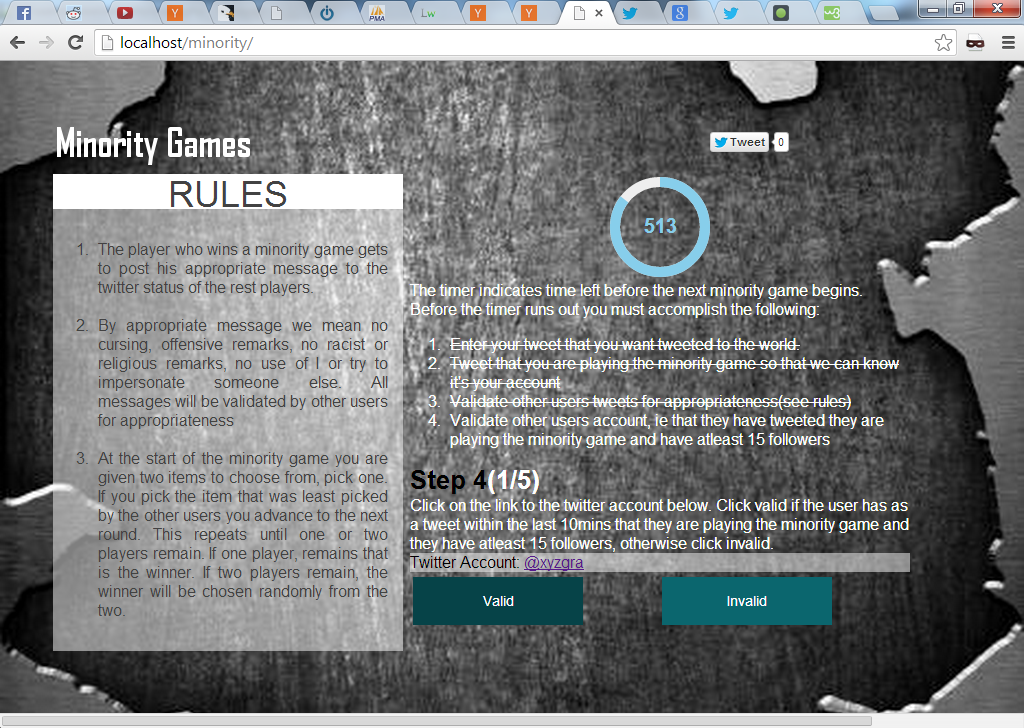 PMA
Lw
Y
Y
Y
8
w3
localhost/minority/
Minority Games
Tweet 0
RULES
1. The player who wins a minority game gets
to post his appropriate message to the
twitter status of the rest players.
2. By appropriate message we mean no
cursing, offensive remarks, no racist or
religious remarks, no use of I or try to
impersonate someone else. All
messages will be validated by other users
for appropriateness
3. At the start of the minority game you are
given two items to choose from, pick one.
If you pick the item that was least picked
by the other users you advance to the next
round. This repeats until one or two
players remain. If one player, remains that
is the winner. If two players remain, the
winner will be chosen randomly from the
two.
513
The timer indicates time left before the next minority game begins.
Before the timer runs out you must accomplish the following:
1. Enter your tweet that you want tweeted to the world.
2. Tweet that you are playing the minority game so that we can know
it's your account
3. Validate other users tweets for appropriateness(see rules)
4. Validate other users account, ie that they have tweeted they are
playing the minority game and have atleast 15 followers
Step 4(1/5)
Click on the link to the twitter account below. Click valid if the user has as
a tweet within the last 10mins that they are playing the minority game and
they have atleast 15 followers, otherwise click invalid.
Twitter Account: @xyzgra
Valid
Invalid